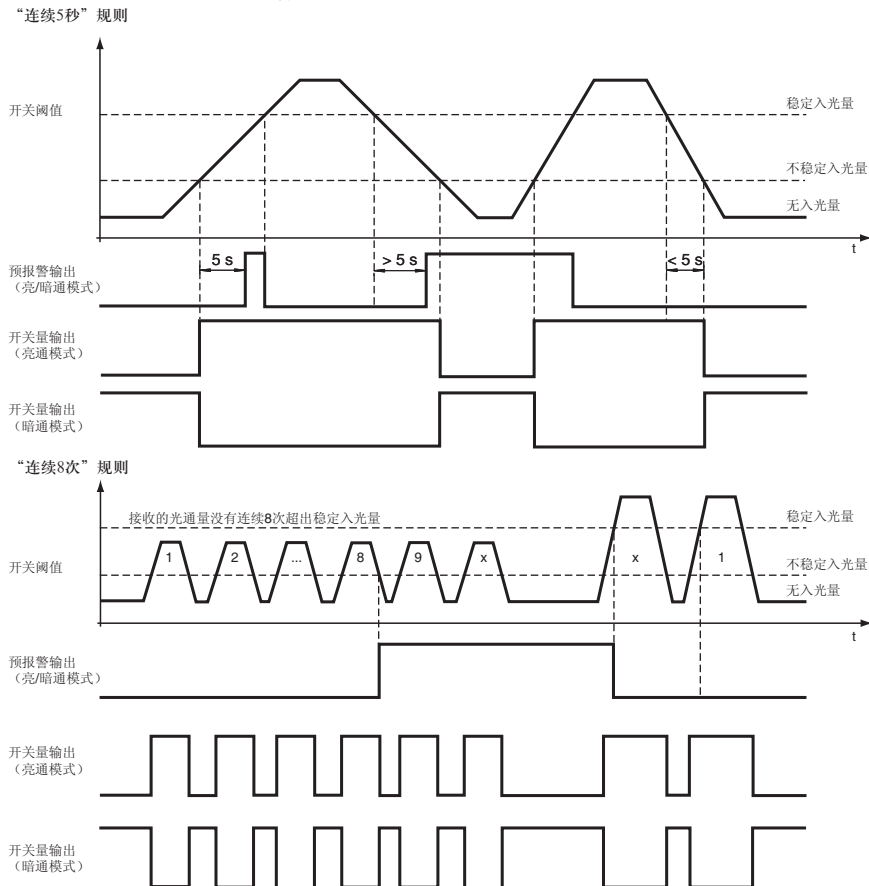 “连续5秒”规则
开关阈值
稳定入光量
不稳定入光量
无入光量
t
5 s
> 5 s
< 5 s
预报警输出
（亮/暗通模式）
开关量输出
（亮通模式）
开关量输出
（暗通模式）
“连续8次”规则
接收的光通量没有连续8次超出稳定入光量
稳定入光量
开关阈值
1
2
...
8
9
x
x
1
不稳定入光量
无入光量
t
预报警输出
（亮/暗通模式）
开关量输出
（亮通模式）
开关量输出
（暗通模式）